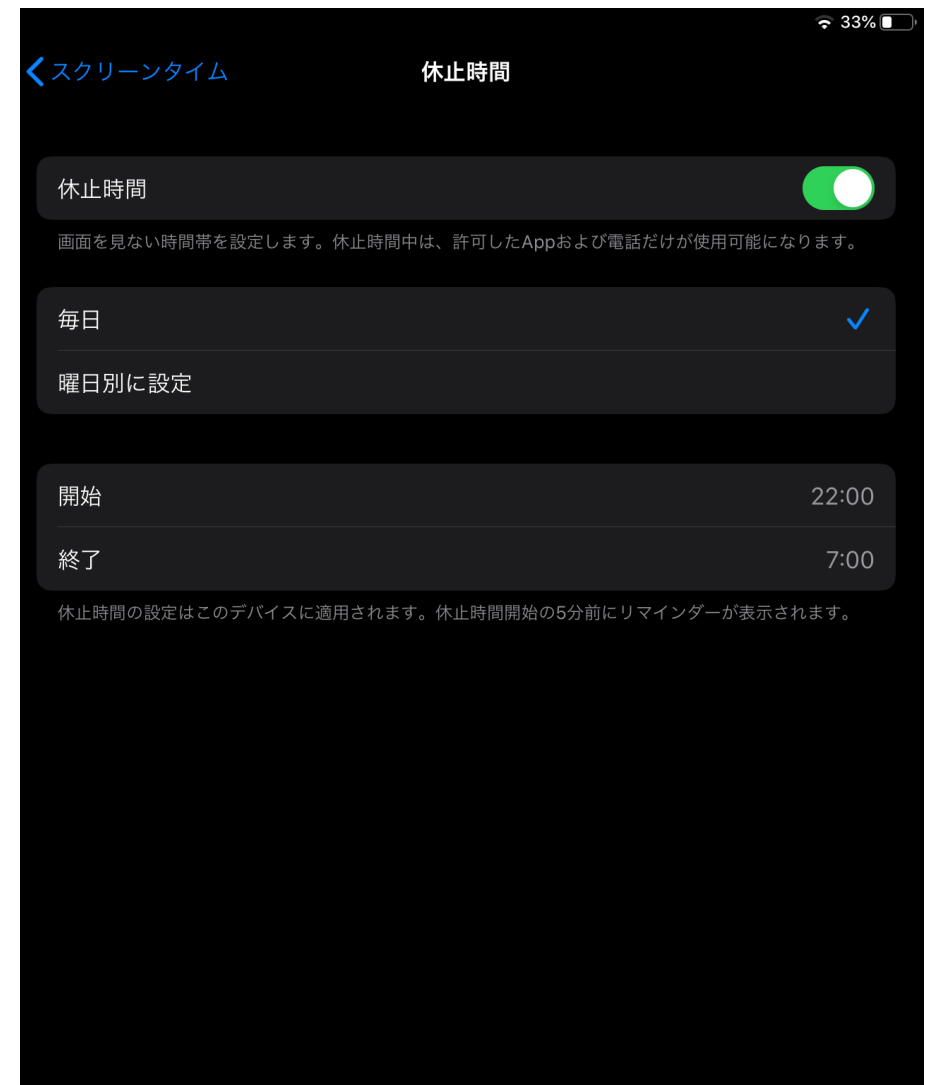 33%
スクリーンタイム 休止時間
休止時間
画面を見ない時間帯を設定します。休止時間中は、許可したAppおよび電話だけが使用可能になります。
毎日
曜日別に設定
開始 22:00
終了 7:00
休止時間の設定はこのデバイスに適用されます。休止時間開始の5分前にリマインダーが表示されます。